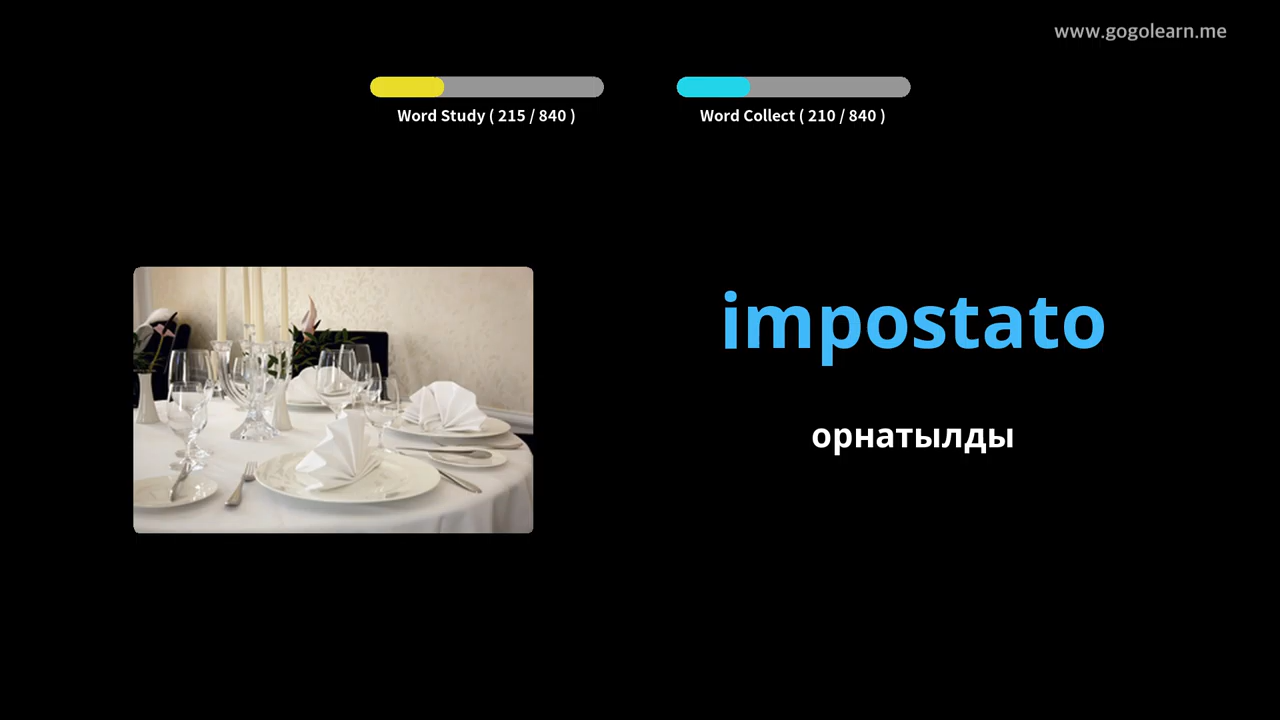 www.gogolearn.me
Word Study ( 215 / 840 )
Word Collect ( 210 / 840 )
impostato
орнатылды